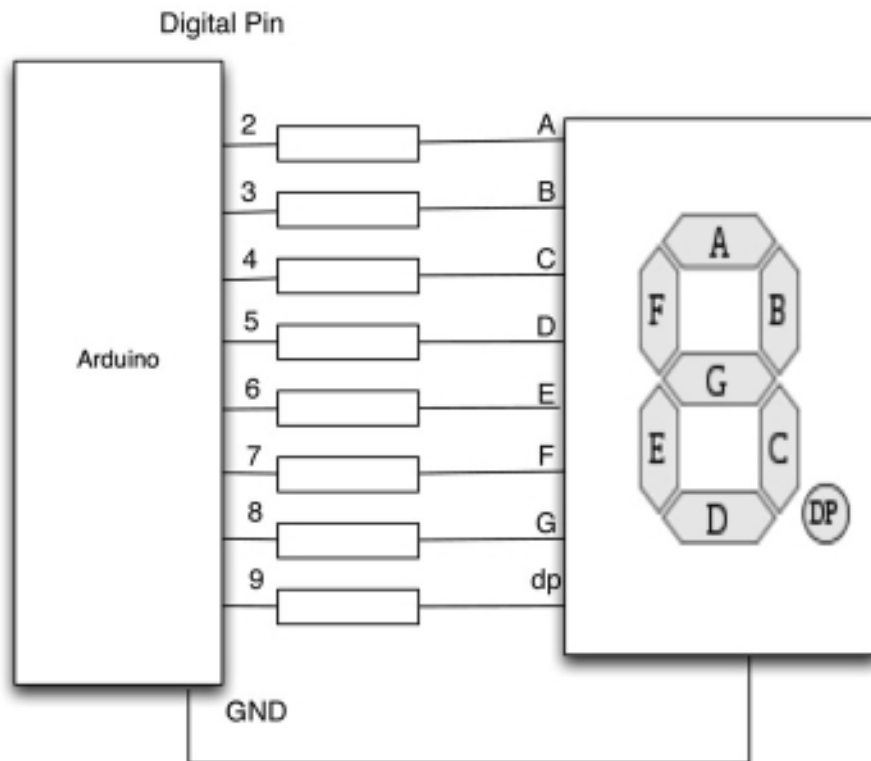 Digital Pin
2 A
3 B
4 C
5 D
Arduino
6 E
7 F
8 G
9 dp
GND
A
F B
G
E C
D DP